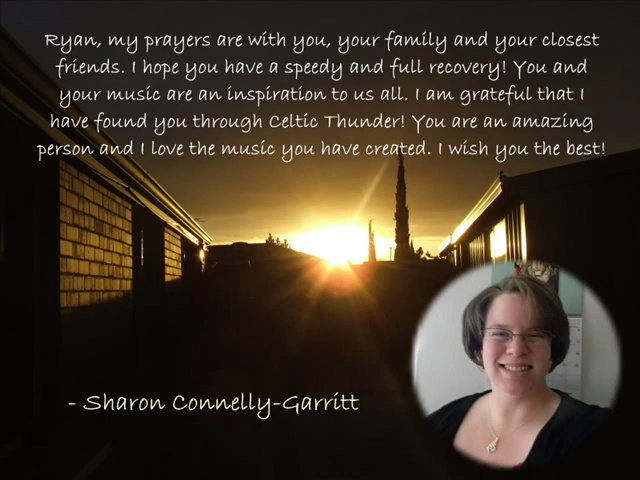 Ryan, my prayers are with you, your family and your closest
friends. I hope you have a speedy and full recovery! You and
your music are an inspiration to us all. I am grateful that I
have found you through Celtic Thunder! You are an amazing
person and I love the music you have created. I wish you the best!
- Sharon Connelly-Garritt